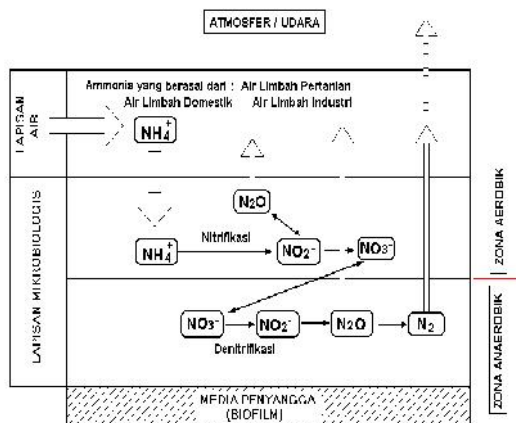 ATMOSFER / UDARA
Ammonia yang berasal dari : Air Limbah Pertanian
Air Limbah Domestik Air Limbah Industri
LAPISAN
AIR
NH4+
N2O
Nitrifikasi
NH4+
NO2-
NO3-
LAPISAN MIKROBIOLOGIS
ZONA AEROBIK
NO3-
NO2-
N2O
N2
Denitrifikasi
ZONA ANAEROBIK
MEDIA PENYANGGA
(BIOFILM)